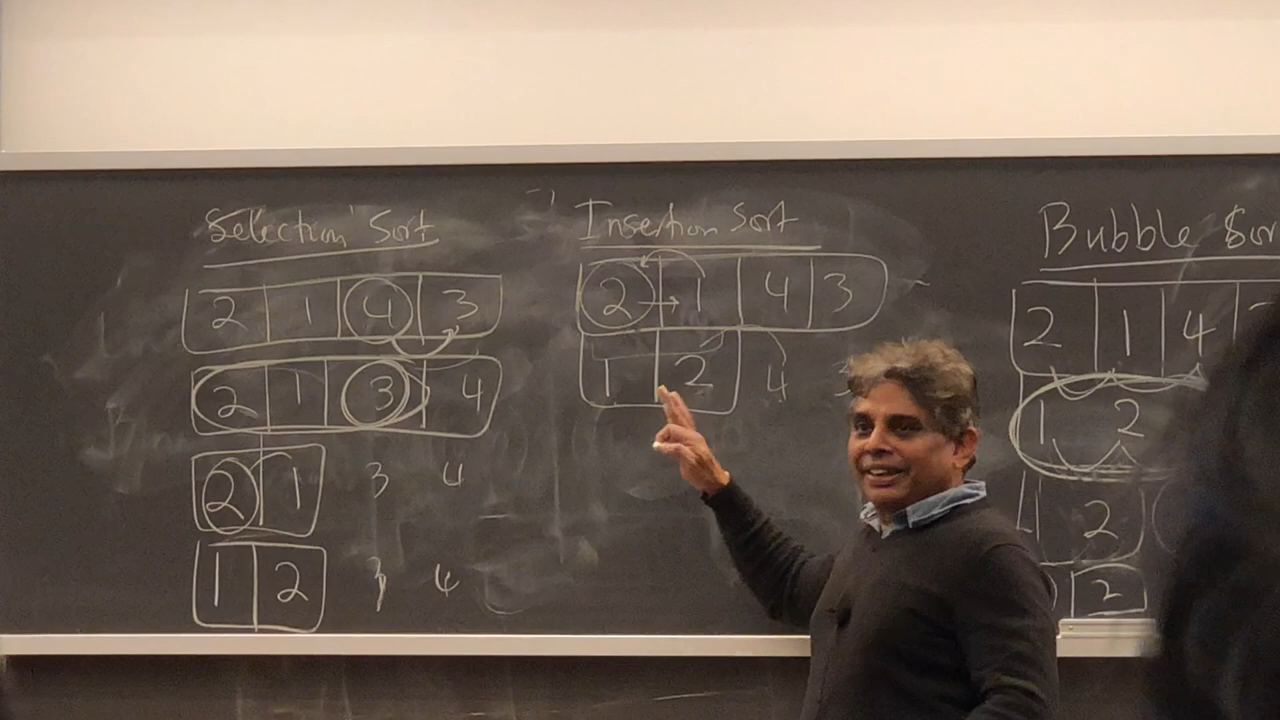 Selection Sort
2 1 4 3
2 1 3 4
2 1 3 4
1 2 3 4
Insertion Sort
2 1 4 3
1 2 4
Bubble
2 1 4
1 2
1 2
2